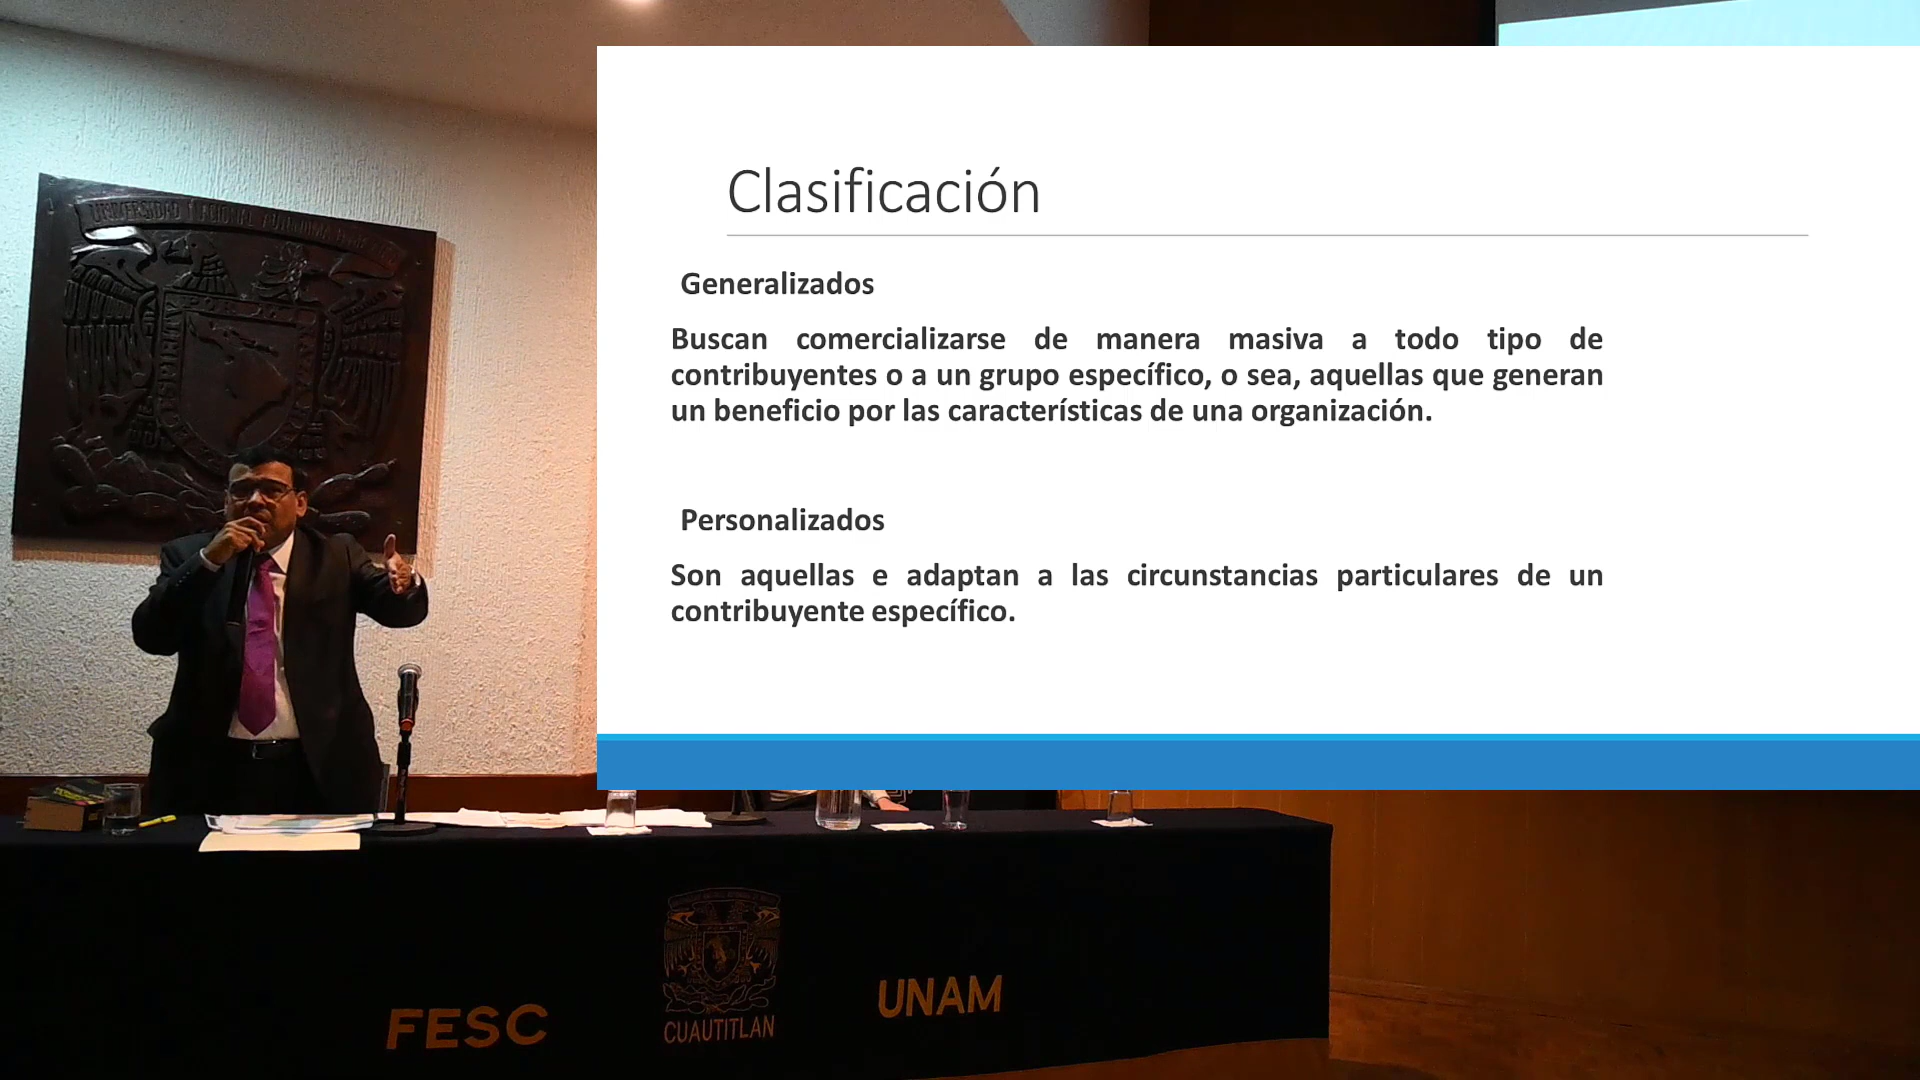 Clasificación
Generalizados
Buscan comercializarse de manera masiva a todo tipo de
contribuyentes o a un grupo específico, o sea, aquellas que generan
un beneficio por las características de una organización.
Personalizados
Son aquellas e adaptan a las circunstancias particulares de un
contribuyente específico.
FESC
CUAUTITLAN
UNAM